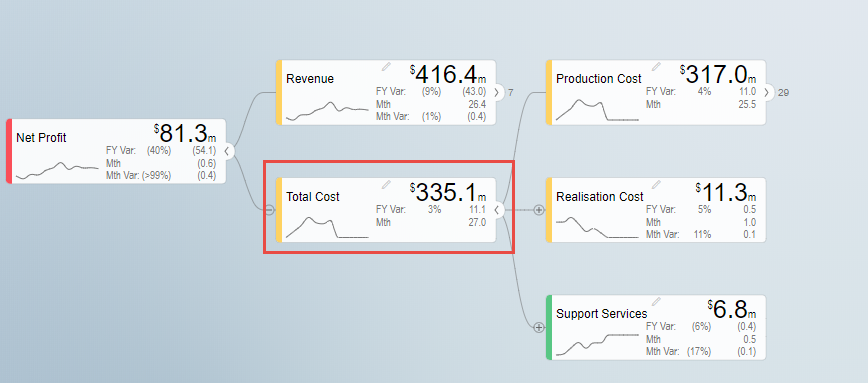 Net Profit
$81.3m
FY Var: (40%) (54.1)
Mth (0.6)
Mth Var: (>99%) (0.4)
Revenue
$416.4m
FY Var: (9%) (43.0)
Mth 26.4
Mth Var: (1%) (0.4)
7
Total Cost
$335.1m
FY Var: 3% 11.1
Mth 27.0
Production Cost
$317.0m
FY Var: 4% 11.0
Mth 25.5
29
Realisation Cost
$11.3m
FY Var: 5% 0.5
Mth 1.0
Mth Var: 11% 0.1
Support Services
$6.8m
FY Var: (6%) (0.4)
Mth 0.5
Mth Var: (17%) (0.1)